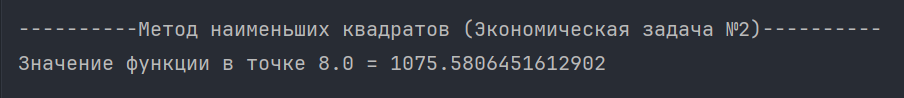 ----------Метод наименьших квадратов (Экономическая задача №2)----------
Значение функции в точке 8.0 = 1075.5806451612902